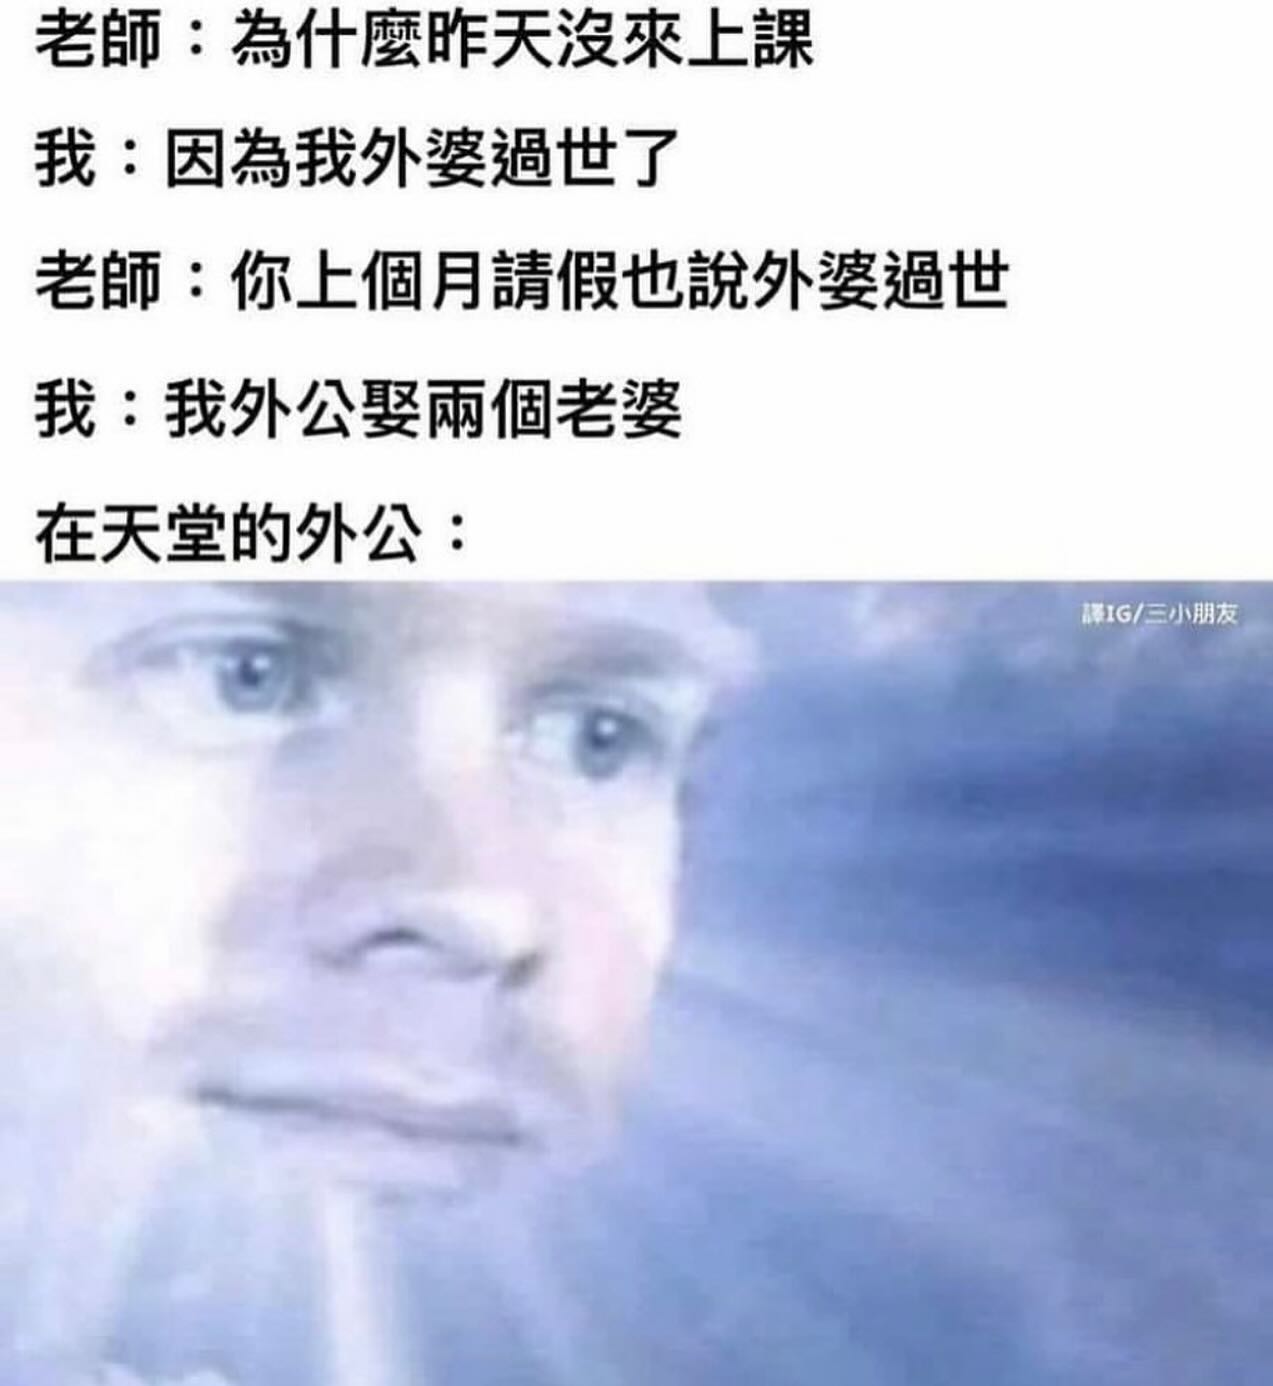 老師：為什麼昨天沒來上課
我：因為我外婆過世了
老師：你上個月請假也說外婆過世
我：我外公娶兩個老婆
在天堂的外公：
譯IG/三小朋友